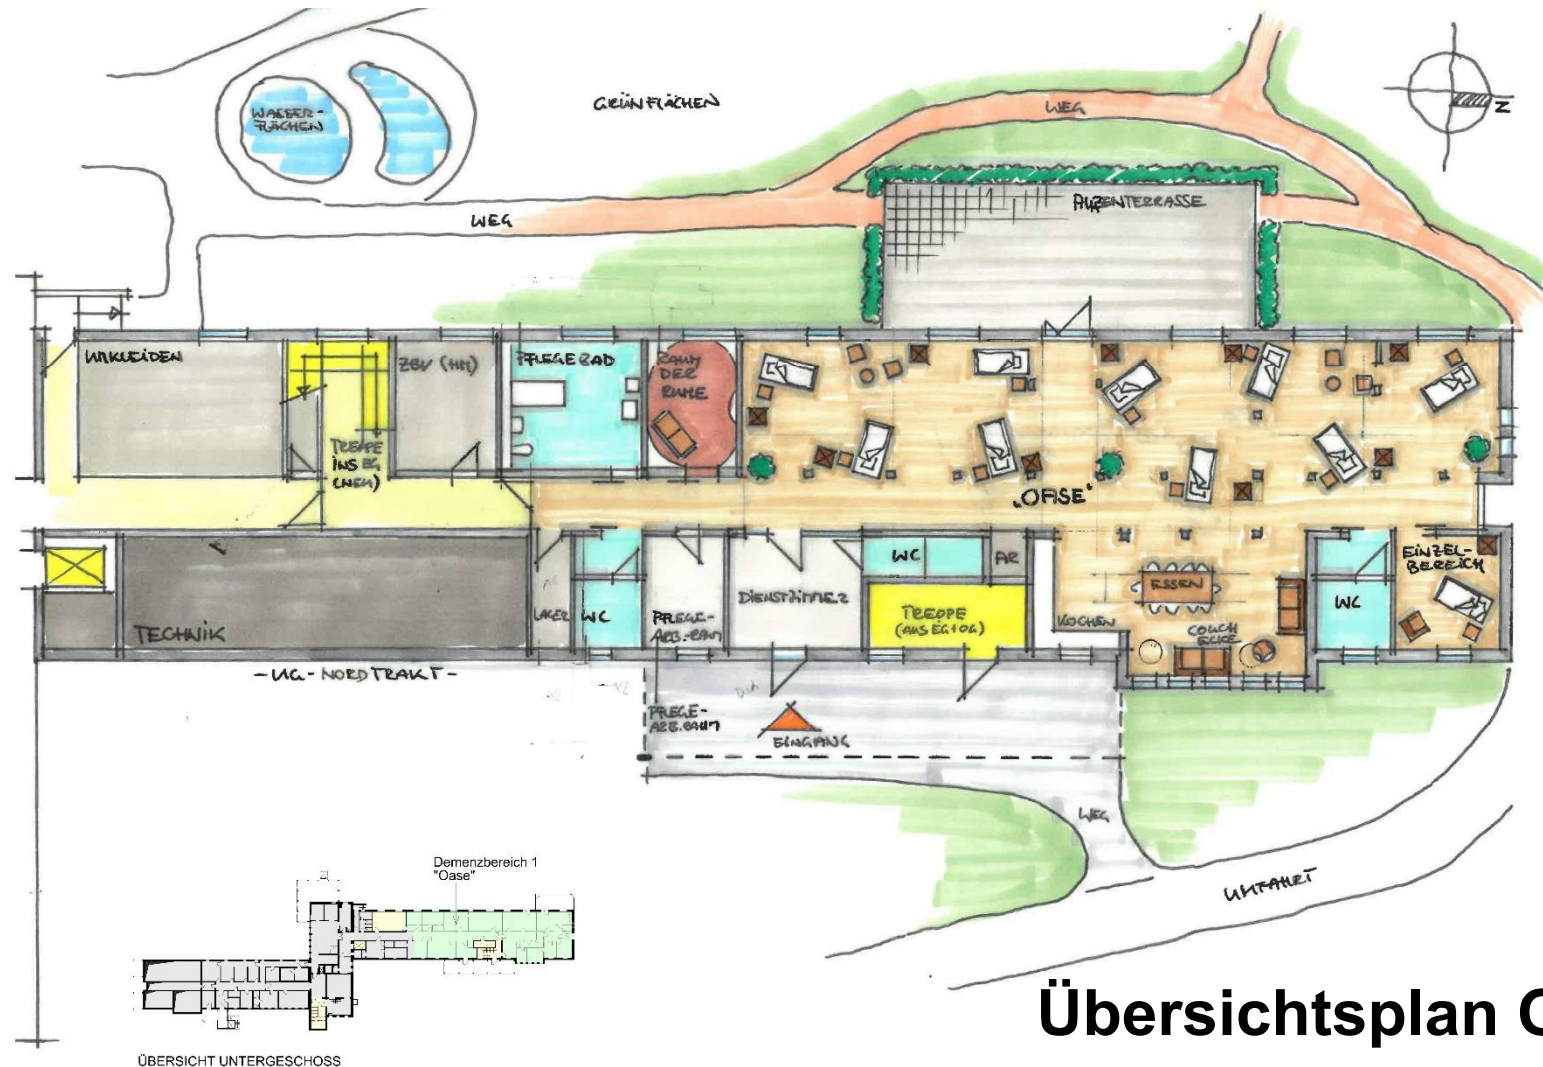 WASSER-
FLÄCHEN
GRÜNFLÄCHEN
WEG
N
WEG
AUßENTERRASSE
UMKLEIDEN
ZBV (HM)
PFLEGEBAD
RAUM
DER
RUHE
TREPPE
INS EG
(NEU)
"OASE"
TECHNIK
AR
LAGER
WC
PFLEGE-
ARB.-RAUM
DIENSTZIMMER
WC
AR
TREPPE
(AUS EG+OG)
KOCHEN
ESSEN
COUCH
ECKE
WC
EINZEL-
BEREICH
- UG - NORDTRAKT -
PFLEGE-
ARB.RAUM
EINGANG
WEG
UMFAHRT
Demenzbereich 1
"Oase"
ÜBERSICHT UNTERGESCHOSS
Übersichtsplan O